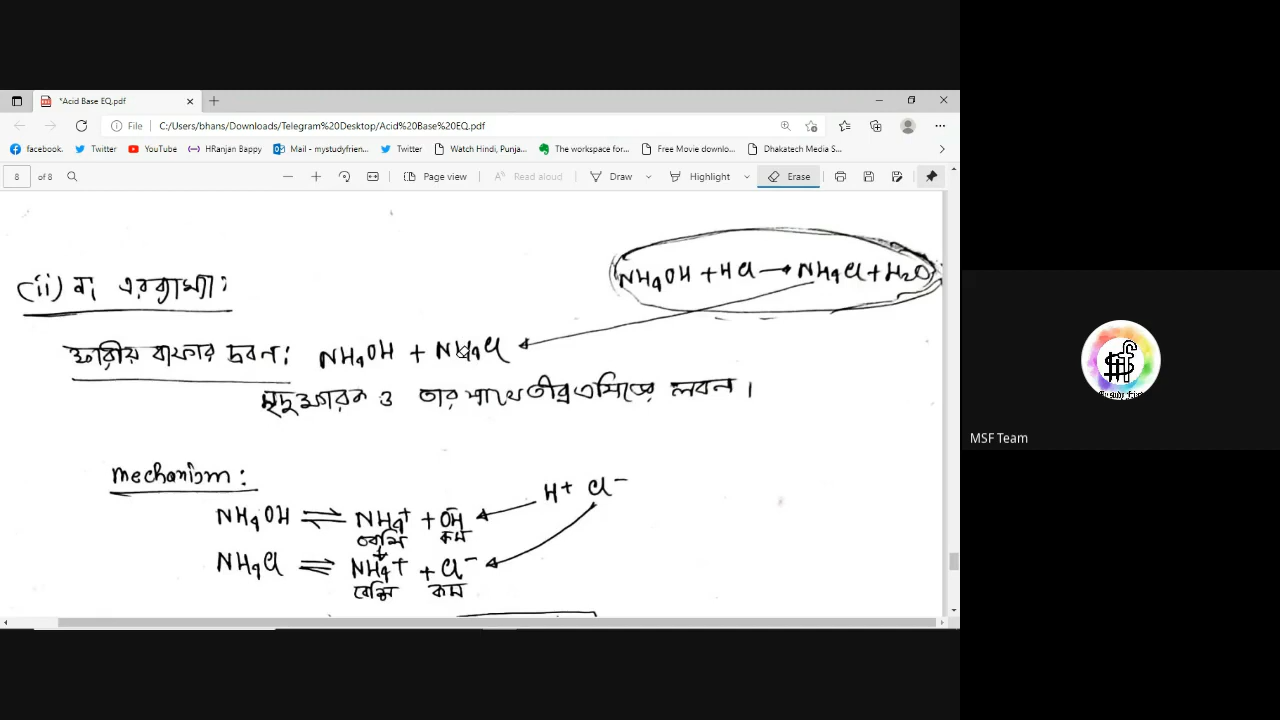 *Acid Base EQ.pdf
File C:/Users/bhans/Downloads/Telegram%20Desktop/Acid%20Base%20EQ.pdf
facebook. Twitter YouTube HRanjan Bappy Mail - mystudyfrien... Twitter Watch Hindi, Punja... The workspace for... Free Movie downlo... Dhakatech Media S...
8 of 8 Page view Read aloud Draw Highlight Erase
NH4OH + HCl → NH4Cl + H2O
(ii) নং এর ব্যাখ্যা:
ক্ষারীয় বাফার দ্রবন: NH4OH + NH4Cl
মৃদু ক্ষারক ও তার সাথে তীব্র এসিডের লবন।
Mechanism:
H+ Cl−
NH4OH ⇌ NH4+ + OH−
বেশি কম
NH4Cl ⇌ NH4+ + Cl−
বেশি কম
MSF Team